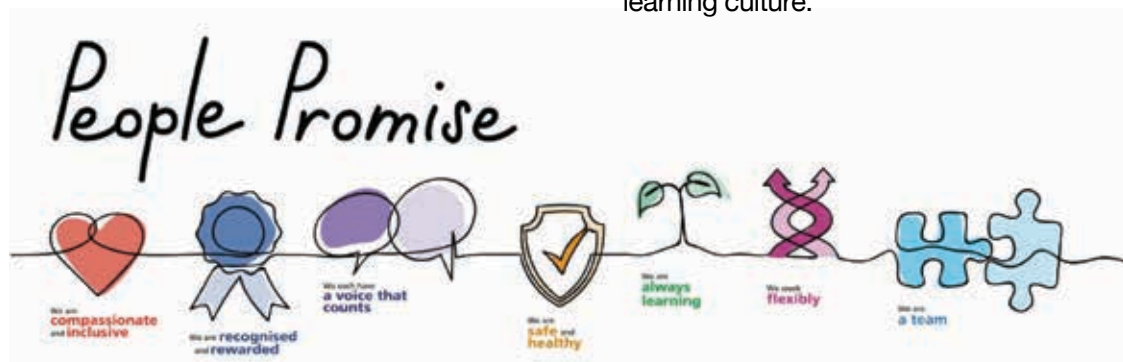 learning culture.
People Promise
We are
compassionate
and inclusive
We are recognised
and rewarded
We each have
a voice that
counts
We are
safe and
healthy
We are
always
learning
We work
flexibly
We are
a team